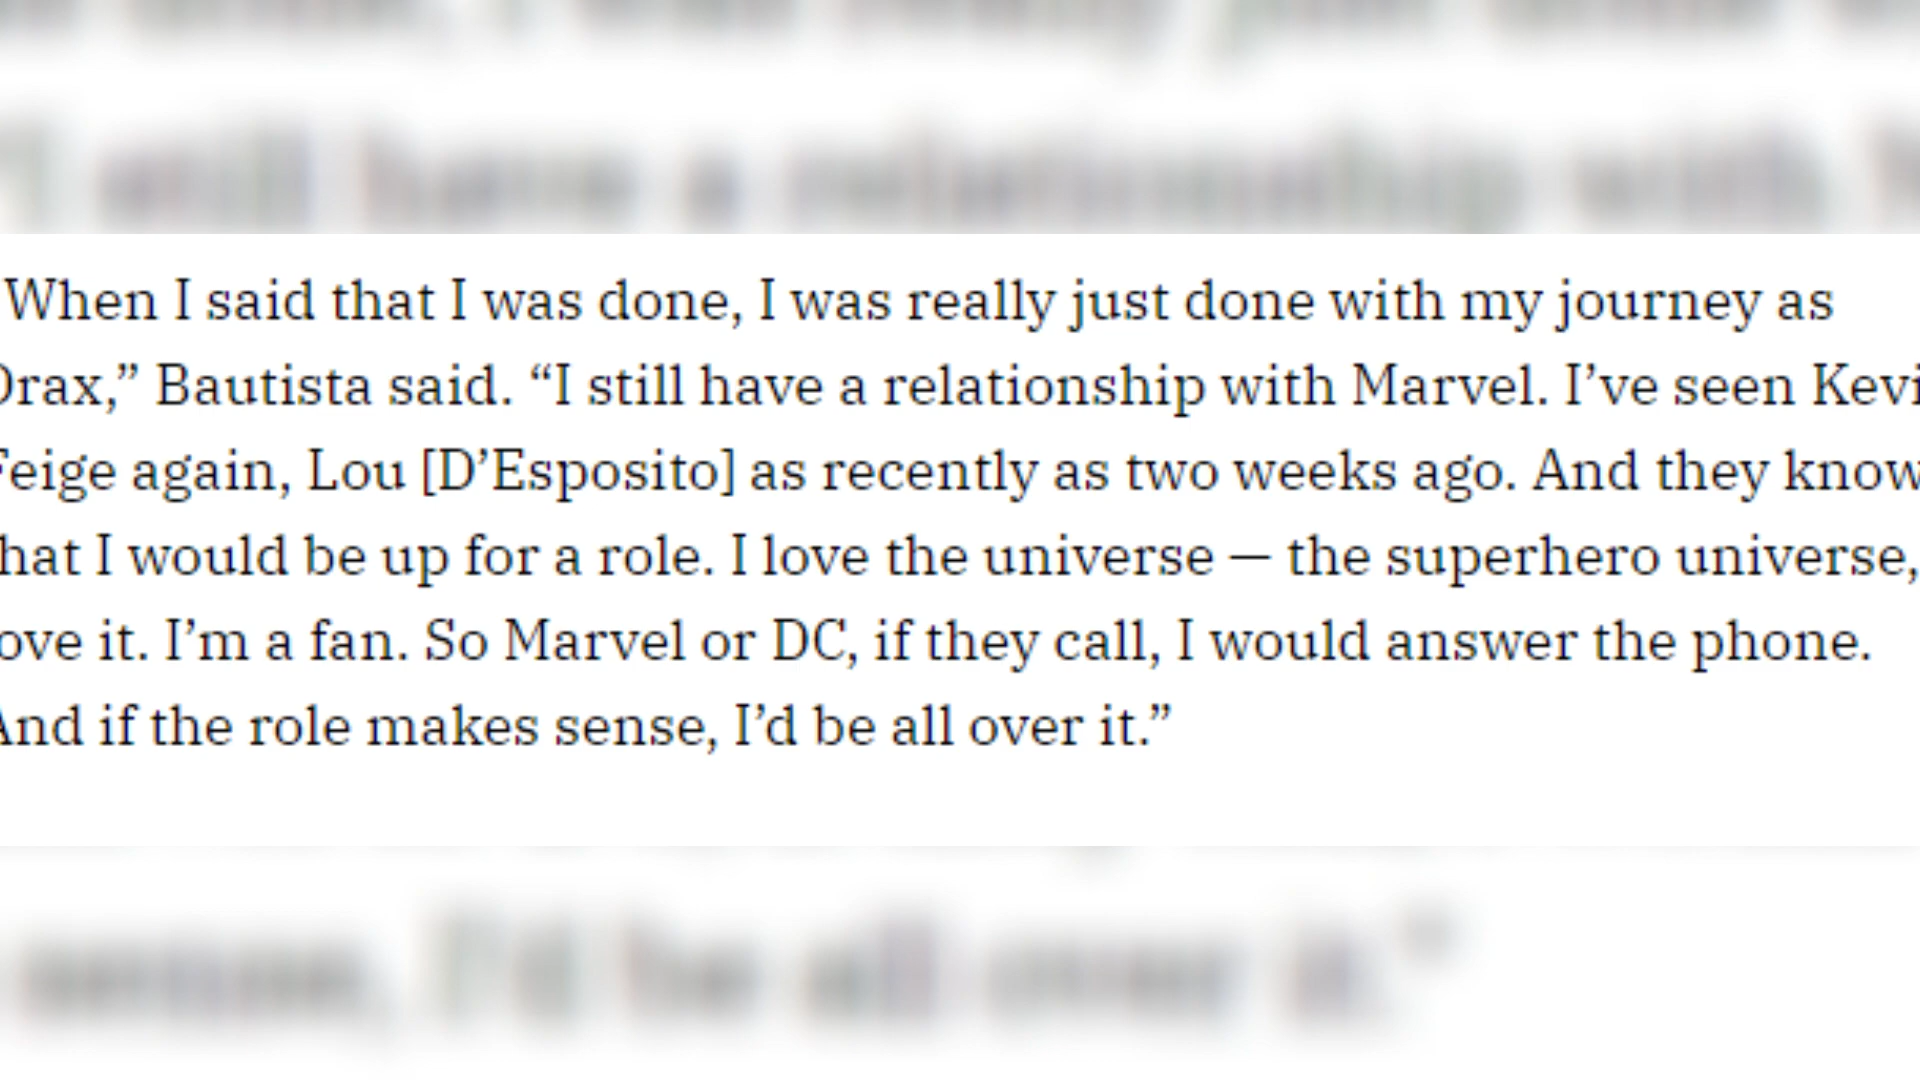 When I said that I was done, I was really just done with my journey as
Drax,” Bautista said. “I still have a relationship with Marvel. I’ve seen Kevi
Feige again, Lou [D’Esposito] as recently as two weeks ago. And they know
hat I would be up for a role. I love the universe — the superhero universe,
ove it. I’m a fan. So Marvel or DC, if they call, I would answer the phone.
And if the role makes sense, I’d be all over it.”